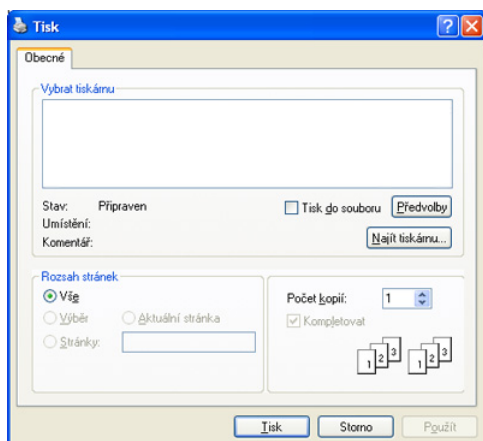 Tisk
Obecné
Vybrat tiskárnu
Stav: Připraven
Tisk do souboru Předvolby
Umístění:
Komentář:
Najít tiskárnu...
Rozsah stránek
Vše
Výběr Aktuální stránka
Stránky:
Počet kopií: 1
Kompletovat
1 2 3 1 2 3
Tisk Storno Použít